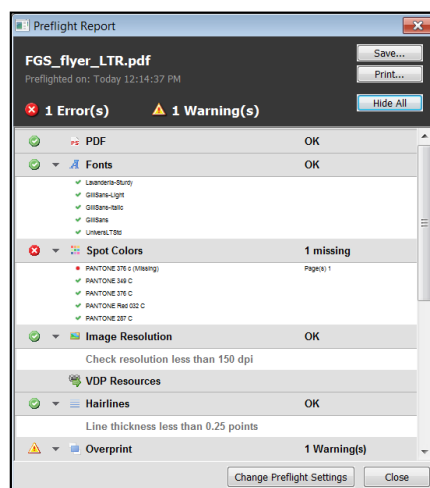 Preflight Report
FGS_flyer_LTR.pdf
Preflighted on: Today 12:14:37 PM
Save...
Print...
1 Error(s)
1 Warning(s)
Hide All
PS PDF OK
Fonts OK
Lavanderia-Sturdy
GillSans-Light
GillSans-Italic
GillSans
UniversLTStd
Spot Colors 1 missing
PANTONE 376 c (Missing) Page(s) 1
PANTONE 349 C
PANTONE 376 C
PANTONE Red 032 C
PANTONE 287 C
Image Resolution OK
Check resolution less than 150 dpi
VDP Resources
Hairlines OK
Line thickness less than 0.25 points
Overprint 1 Warning(s)
Change Preflight Settings
Close